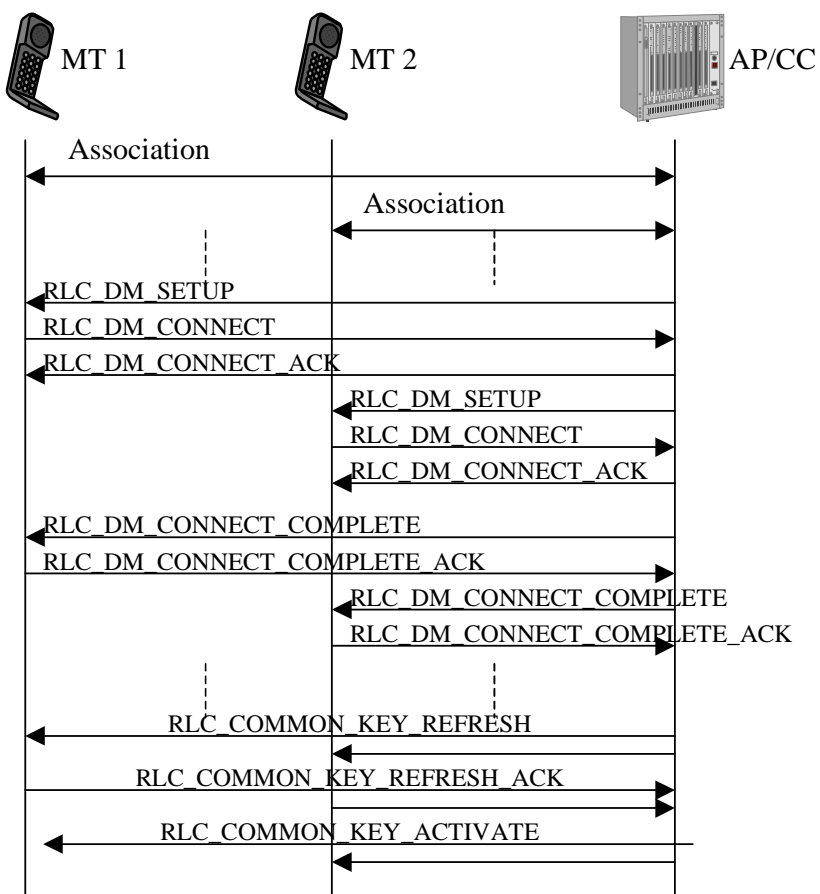 MT 1
MT 2
AP/CC
Association
Association
RLC_DM_SETUP
RLC_DM_CONNECT
RLC_DM_CONNECT_ACK
RLC_DM_SETUP
RLC_DM_CONNECT
RLC_DM_CONNECT_ACK
RLC_DM_CONNECT_COMPLETE
RLC_DM_CONNECT_COMPLETE_ACK
RLC_DM_CONNECT_COMPLETE
RLC_DM_CONNECT_COMPLETE_ACK
RLC_COMMON_KEY_REFRESH
RLC_COMMON_KEY_REFRESH_ACK
RLC_COMMON_KEY_ACTIVATE